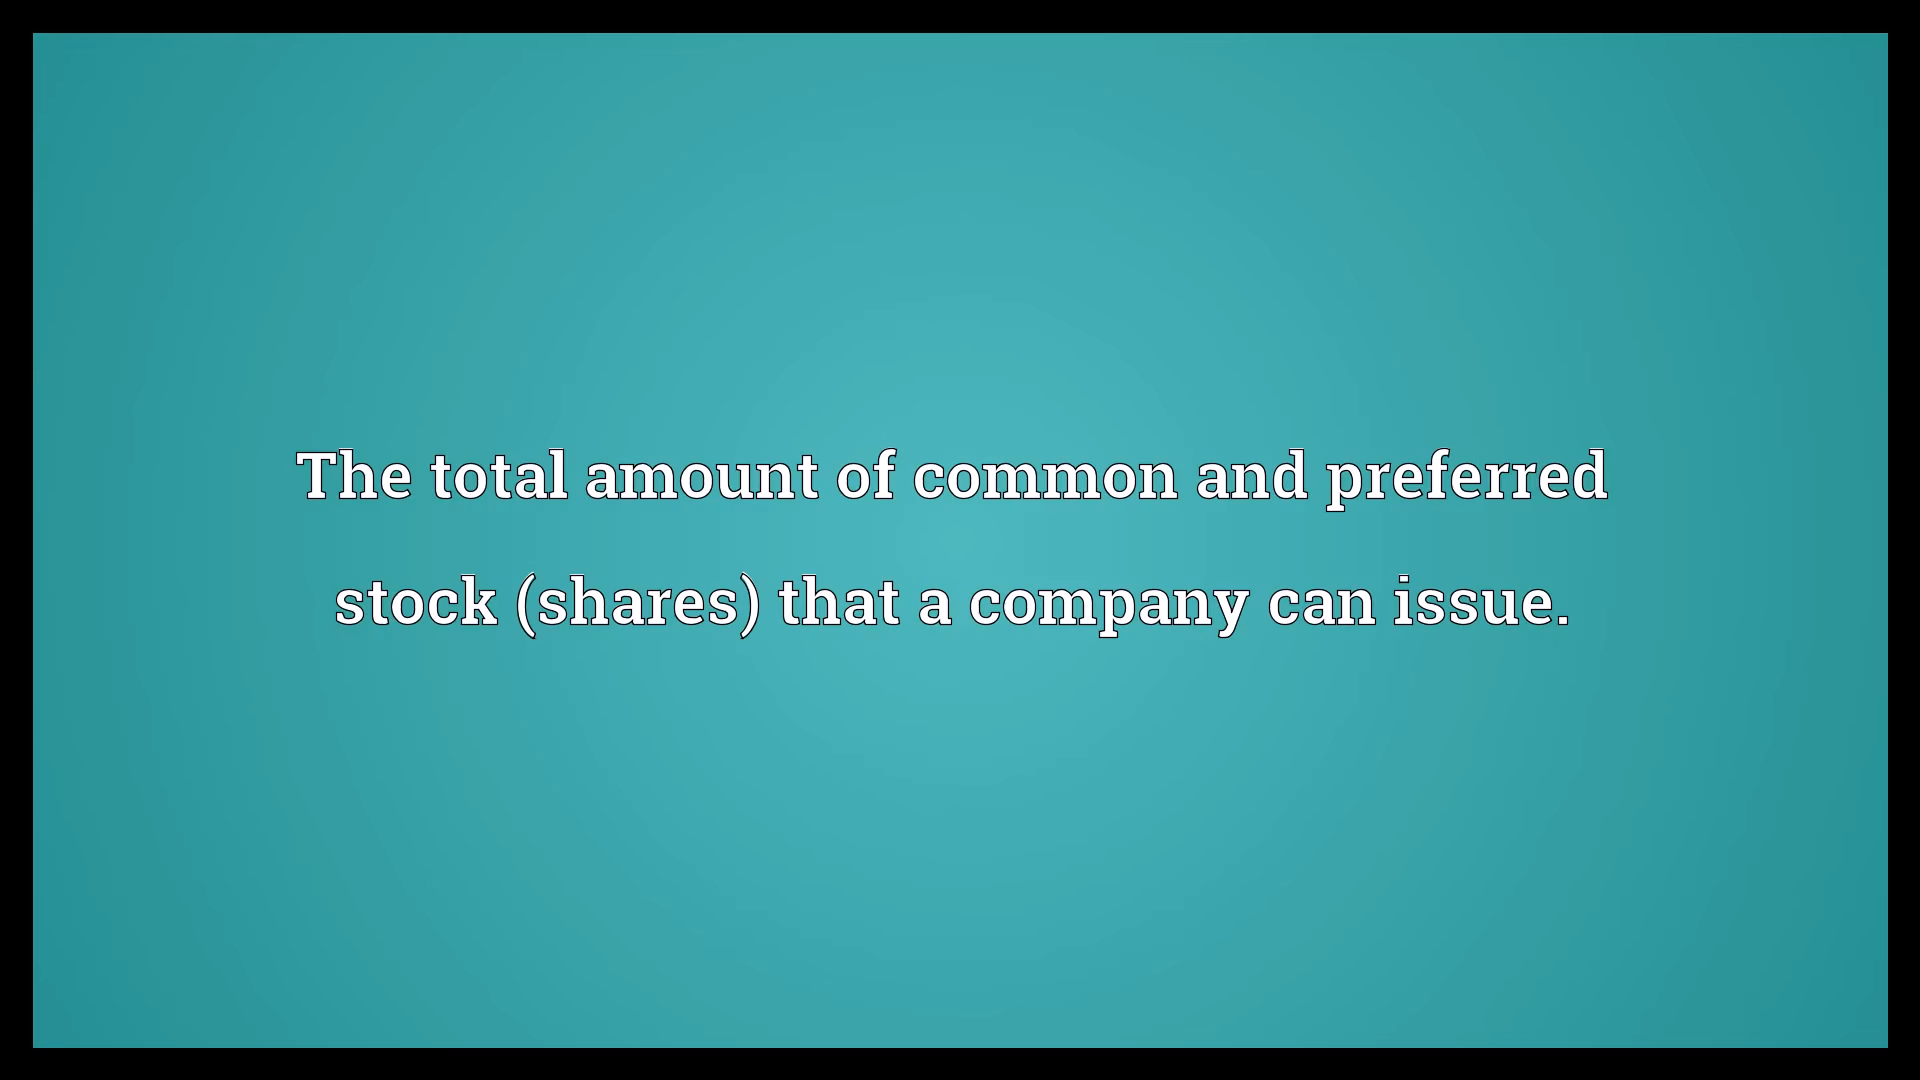 The total amount of common and preferred
stock (shares) that a company can issue.